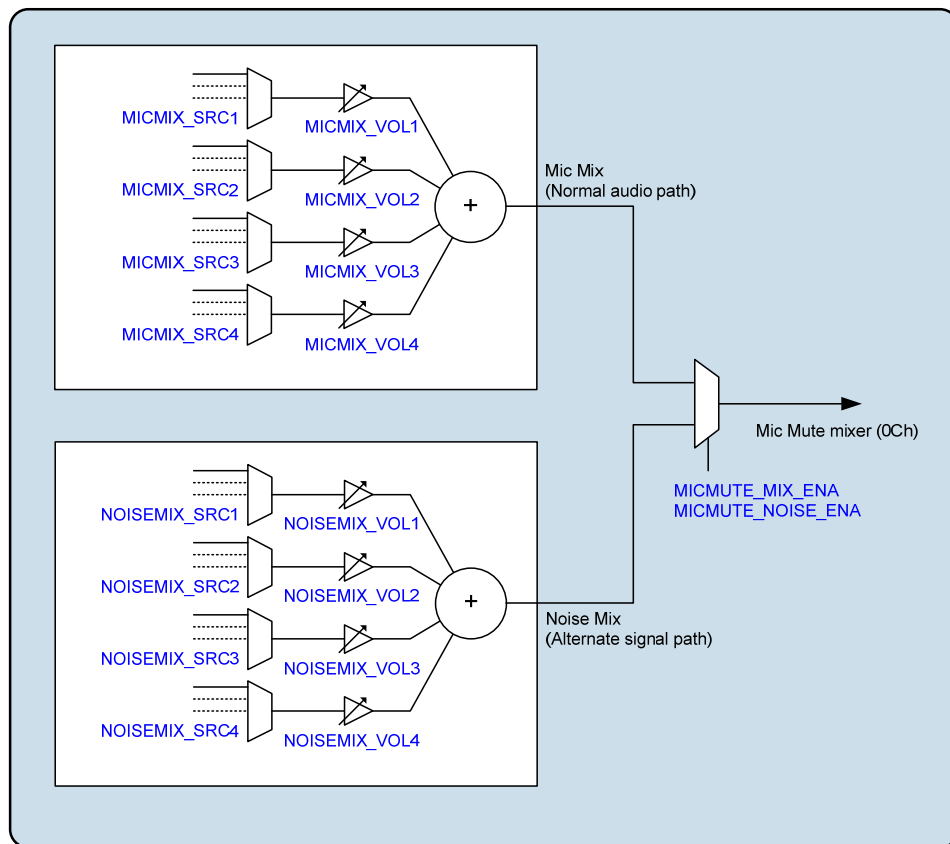 MICMIX_SRC1
MICMIX_VOL1
MICMIX_SRC2
MICMIX_VOL2
MICMIX_SRC3
MICMIX_VOL3
MICMIX_SRC4
MICMIX_VOL4
+
Mic Mix
(Normal audio path)
Mic Mute mixer (0Ch)
MICMUTE_MIX_ENA
MICMUTE_NOISE_ENA
NOISEMIX_SRC1
NOISEMIX_VOL1
NOISEMIX_SRC2
NOISEMIX_VOL2
NOISEMIX_SRC3
NOISEMIX_VOL3
NOISEMIX_SRC4
NOISEMIX_VOL4
+
Noise Mix
(Alternate signal path)